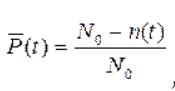 P̅(t) = (N₀ − n(t)) / N₀ ,